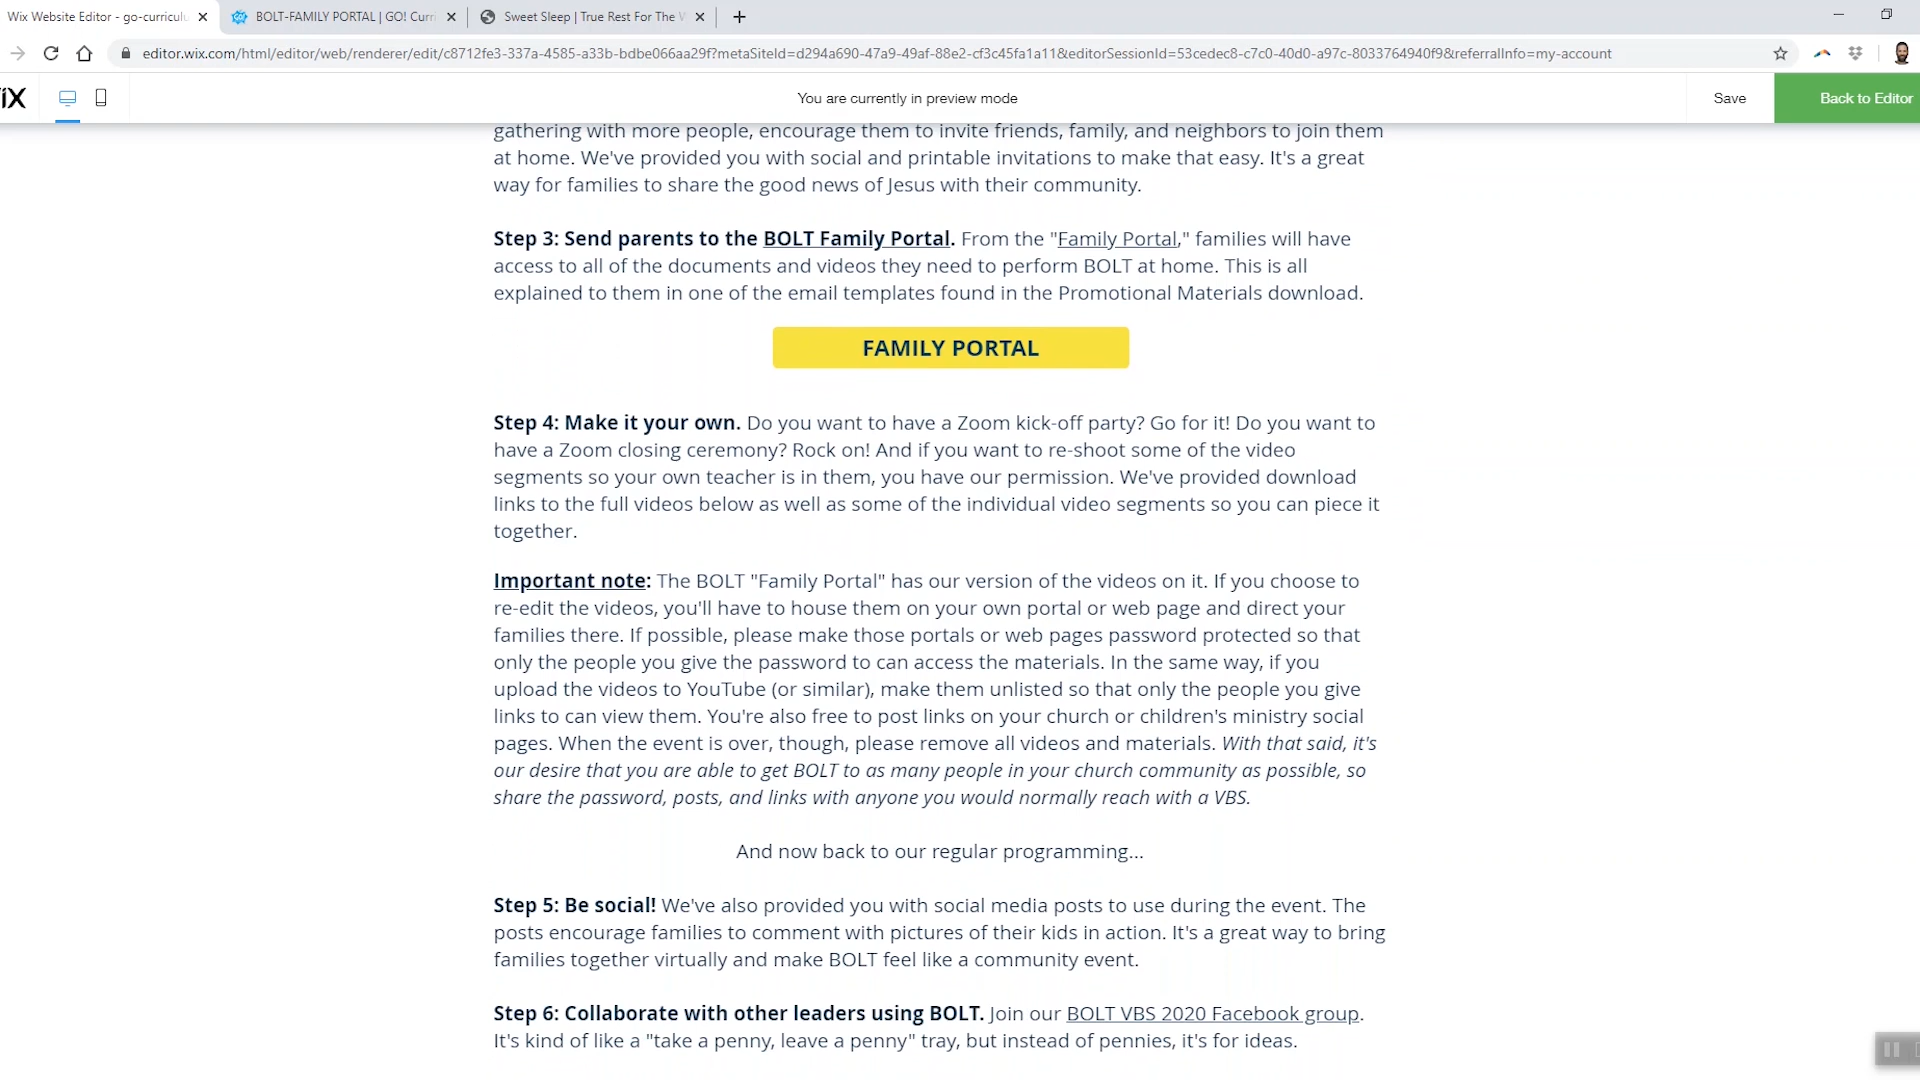 Wix Website Editor - go-curriculu
BOLT-FAMILY PORTAL | GO! Curri
Sweet Sleep | True Rest For The
editor.wix.com/html/editor/web/renderer/edit/c8712fe3-337a-4585-a33b-bdbe066aa29f?metaSiteId=d294a690-47a9-49af-88e2-cf3c45fa1a11&editorSessionId=53cedec8-c7c0-40d0-a97c-8033764940f9&referralInfo=my-account
iX
You are currently in preview mode
Save
Back to Editor
gathering with more people, encourage them to invite friends, family, and neighbors to join them
at home. We've provided you with social and printable invitations to make that easy. It's a great
way for families to share the good news of Jesus with their community.
Step 3: Send parents to the BOLT Family Portal. From the "Family Portal," families will have
access to all of the documents and videos they need to perform BOLT at home. This is all
explained to them in one of the email templates found in the Promotional Materials download.
FAMILY PORTAL
Step 4: Make it your own. Do you want to have a Zoom kick-off party? Go for it! Do you want to
have a Zoom closing ceremony? Rock on! And if you want to re-shoot some of the video
segments so your own teacher is in them, you have our permission. We've provided download
links to the full videos below as well as some of the individual video segments so you can piece it
together.
Important note: The BOLT "Family Portal" has our version of the videos on it. If you choose to
re-edit the videos, you'll have to house them on your own portal or web page and direct your
families there. If possible, please make those portals or web pages password protected so that
only the people you give the password to can access the materials. In the same way, if you
upload the videos to YouTube (or similar), make them unlisted so that only the people you give
links to can view them. You're also free to post links on your church or children's ministry social
pages. When the event is over, though, please remove all videos and materials. With that said, it's
our desire that you are able to get BOLT to as many people in your church community as possible, so
share the password, posts, and links with anyone you would normally reach with a VBS.
And now back to our regular programming...
Step 5: Be social! We've also provided you with social media posts to use during the event. The
posts encourage families to comment with pictures of their kids in action. It's a great way to bring
families together virtually and make BOLT feel like a community event.
Step 6: Collaborate with other leaders using BOLT. Join our BOLT VBS 2020 Facebook group.
It's kind of like a "take a penny, leave a penny" tray, but instead of pennies, it's for ideas.